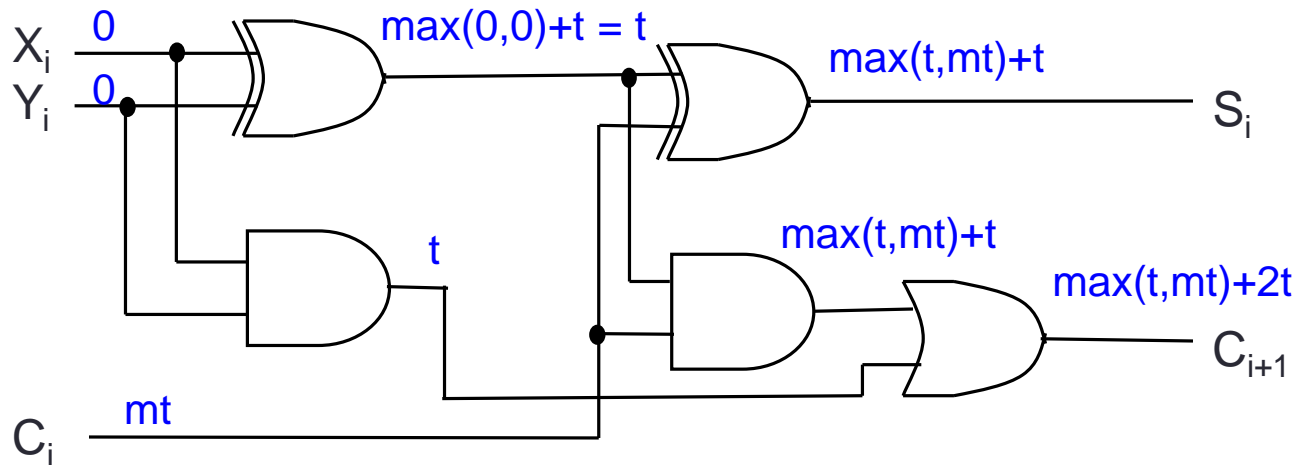 0
max(0,0)+t = t
Xi
max(t,mt)+t
0
Yi
Si
t
max(t,mt)+t
max(t,mt)+2t
Ci+1
mt
Ci